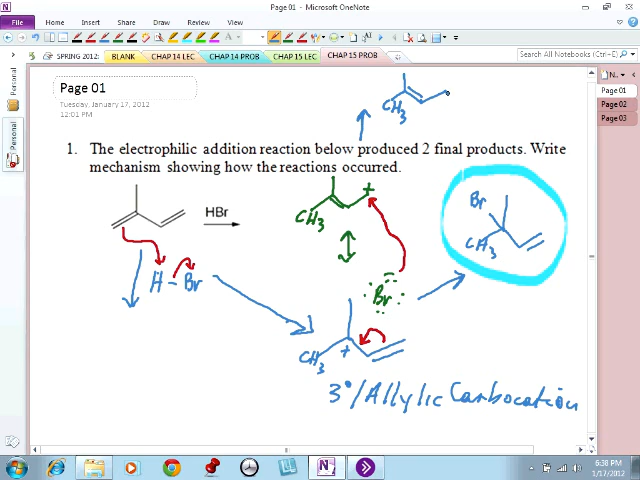 Page 01 - Microsoft OneNote
File Home Insert Share Draw Review View
SPRING 2012: BLANK CHAP 14 LEC CHAP 14 PROB CHAP 15 LEC CHAP 15 PROB
Search All Notebooks (Ctrl+E)
N..
Personal
Personal
Page 01
Page 02
Page 03
Page 01
Tuesday, January 17, 2012
12:01 PM
CH3
1. The electrophilic addition reaction below produced 2 final products. Write
mechanism showing how the reactions occurred.
HBr
CH3
+
Br
CH3
H - Br
Br
CH3
+
3°/Allylic Carbocation
6:38 PM
1/17/2012